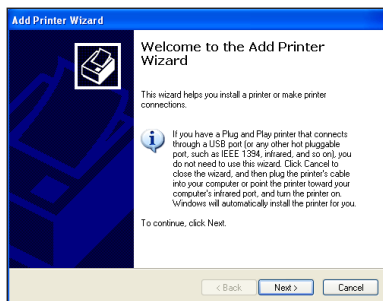 Add Printer Wizard
Welcome to the Add Printer
Wizard
This wizard helps you install a printer or make printer
connections.
If you have a Plug and Play printer that connects
through a USB port (or any other hot pluggable
port, such as IEEE 1394, infrared, and so on), you
do not need to use this wizard. Click Cancel to
close the wizard, and then plug the printer's cable
into your computer or point the printer toward your
computer's infrared port, and turn the printer on.
Windows will automatically install the printer for you.
To continue, click Next.
< Back
Next >
Cancel